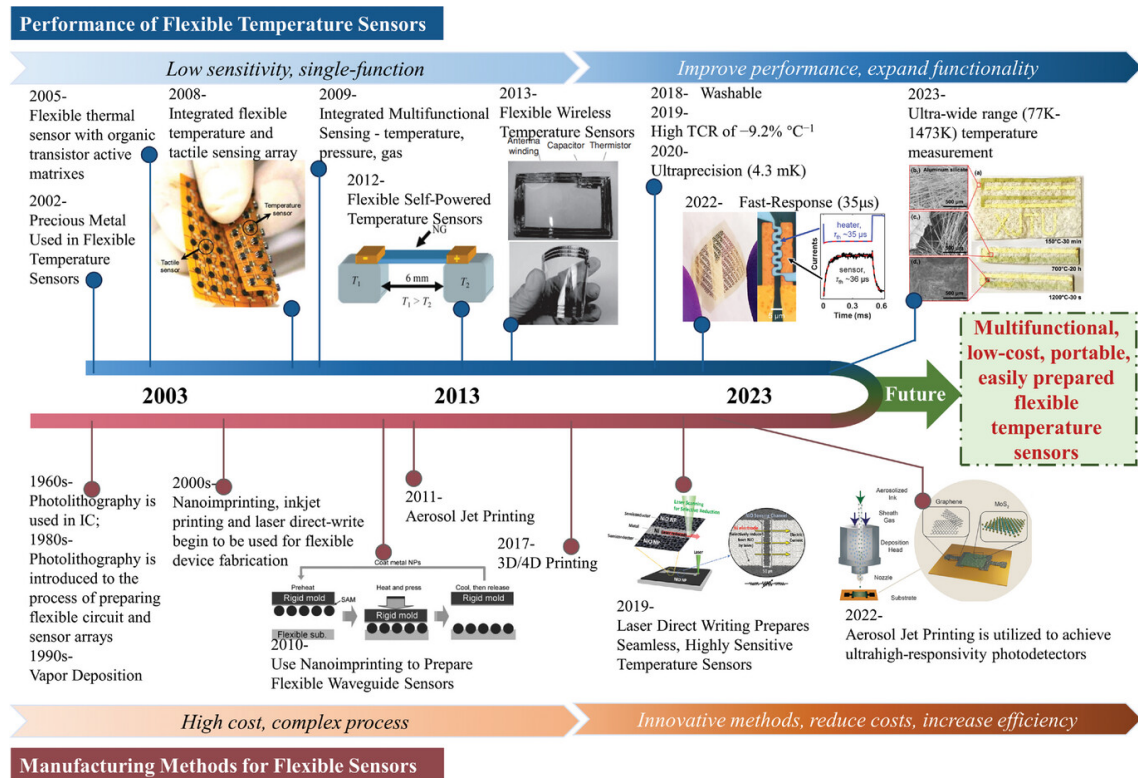 Performance of Flexible Temperature Sensors
Low sensitivity, single-function
Improve performance, expand functionality
2005-
Flexible thermal
sensor with organic
transistor active
matrixes
2002-
Precious Metal
Used in Flexible
Temperature
Sensors
2008-
Integrated flexible
temperature and
tactile sensing array
Temperature
sensor
Tactile
sensor
2009-
Integrated Multifunctional
Sensing - temperature,
pressure, gas
2012-
Flexible Self-Powered
Temperature Sensors
NG
T1
6 mm
T2
T1 > T2
2013-
Flexible Wireless
Temperature Sensors
Antenna
winding
Capacitor
Thermistor
2018- Washable
2019-
High TCR of −9.2% °C⁻¹
2020-
Ultraprecision (4.3 mK)
2022- Fast-Response (35μs)
heater,
τth ~35 μs
sensor,
τth ~36 μs
Currents
0
0.6
Time (ms)
μm
2023-
Ultra-wide range (77K-
1473K) temperature
measurement
Aluminum silicate
(a)
150°C-30 min
700°C-20 h
1200°C-30 s
2003
2013
2023
Future
Multifunctional,
low-cost, portable,
easily prepared
flexible
temperature
sensors
1960s-
Photolithography is
used in IC;
1980s-
Photolithography is
introduced to the
process of preparing
flexible circuit and
sensor arrays
1990s-
Vapor Deposition
2000s-
Nanoimprinting, inkjet
printing and laser direct-write
begin to be used for flexible
device fabrication
Coat metal NPs
Preheat
Rigid mold
SAM
Flexible sub.
Heat and press
Rigid mold
Cool, then release
Rigid mold
2010-
Use Nanoimprinting to Prepare
Flexible Waveguide Sensors
2011-
Aerosol Jet Printing
2017-
3D/4D Printing
Laser Scanning
for Selective Reduction
Metal
Laser
2019-
Laser Direct Writing Prepares
Seamless, Highly Sensitive
Temperature Sensors
Aerosolized
Ink
Sheath
Gas
Deposition
Head
Nozzle
Substrate
Graphene
MoS2
2022-
Aerosol Jet Printing is utilized to achieve
ultrahigh-responsivity photodetectors
High cost, complex process
Innovative methods, reduce costs, increase efficiency
Manufacturing Methods for Flexible Sensors